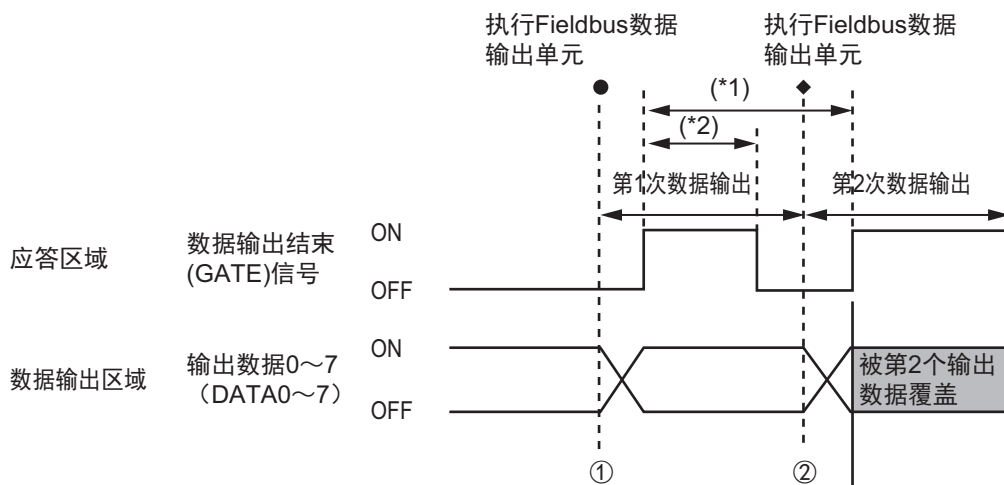 执行Fieldbus数据
输出单元
执行Fieldbus数据
输出单元
(*1)
(*2)
第1次数据输出
第2次数据输出
应答区域
数据输出结束
(GATE)信号
ON
OFF
数据输出区域
输出数据0～7
（DATA0～7）
ON
OFF
被第2个输出
数据覆盖
①
②